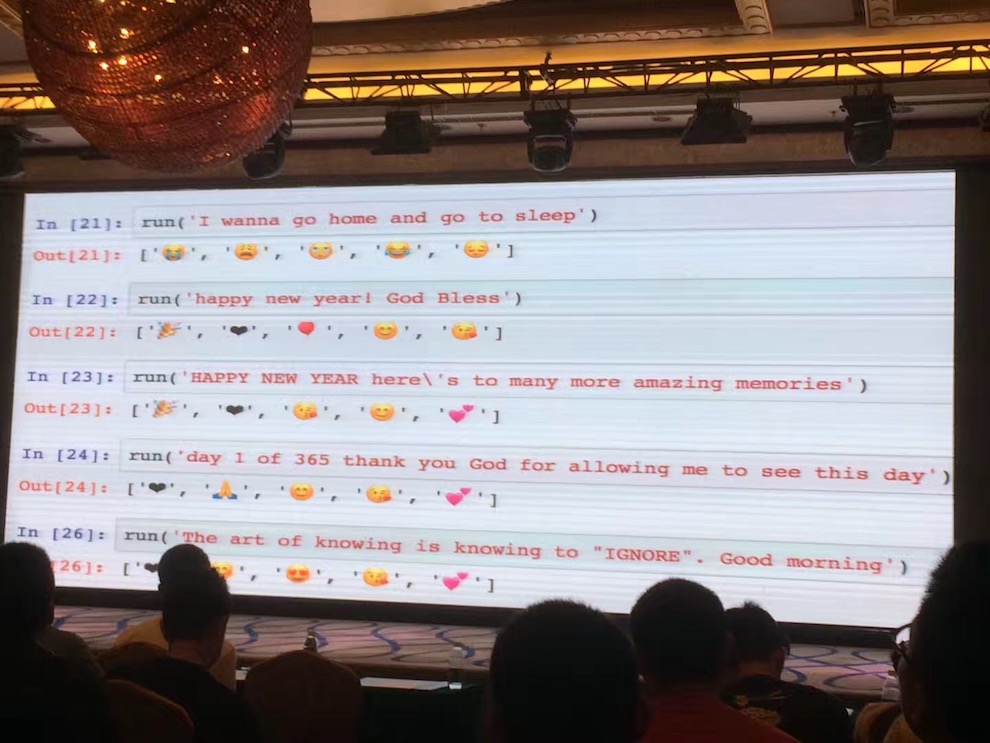 In [21]: run('I wanna go home and go to sleep')
Out[21]: ['😭', '😩', '😴', '😂', '😔']
In [22]: run('happy new year! God Bless')
Out[22]: ['🎉', '❤', '🎈', '😊', '😘']
In [23]: run('HAPPY NEW YEAR here\'s to many more amazing memories')
Out[23]: ['🎉', '❤', '😘', '😊', '💕']
In [24]: run('day 1 of 365 thank you God for allowing me to see this day')
Out[24]: ['❤', '🙏', '😊', '😘', '💕']
In [26]: run('The art of knowing is knowing to "IGNORE". Good morning')
26]: ['❤ ', '😍', '😘', '💕']